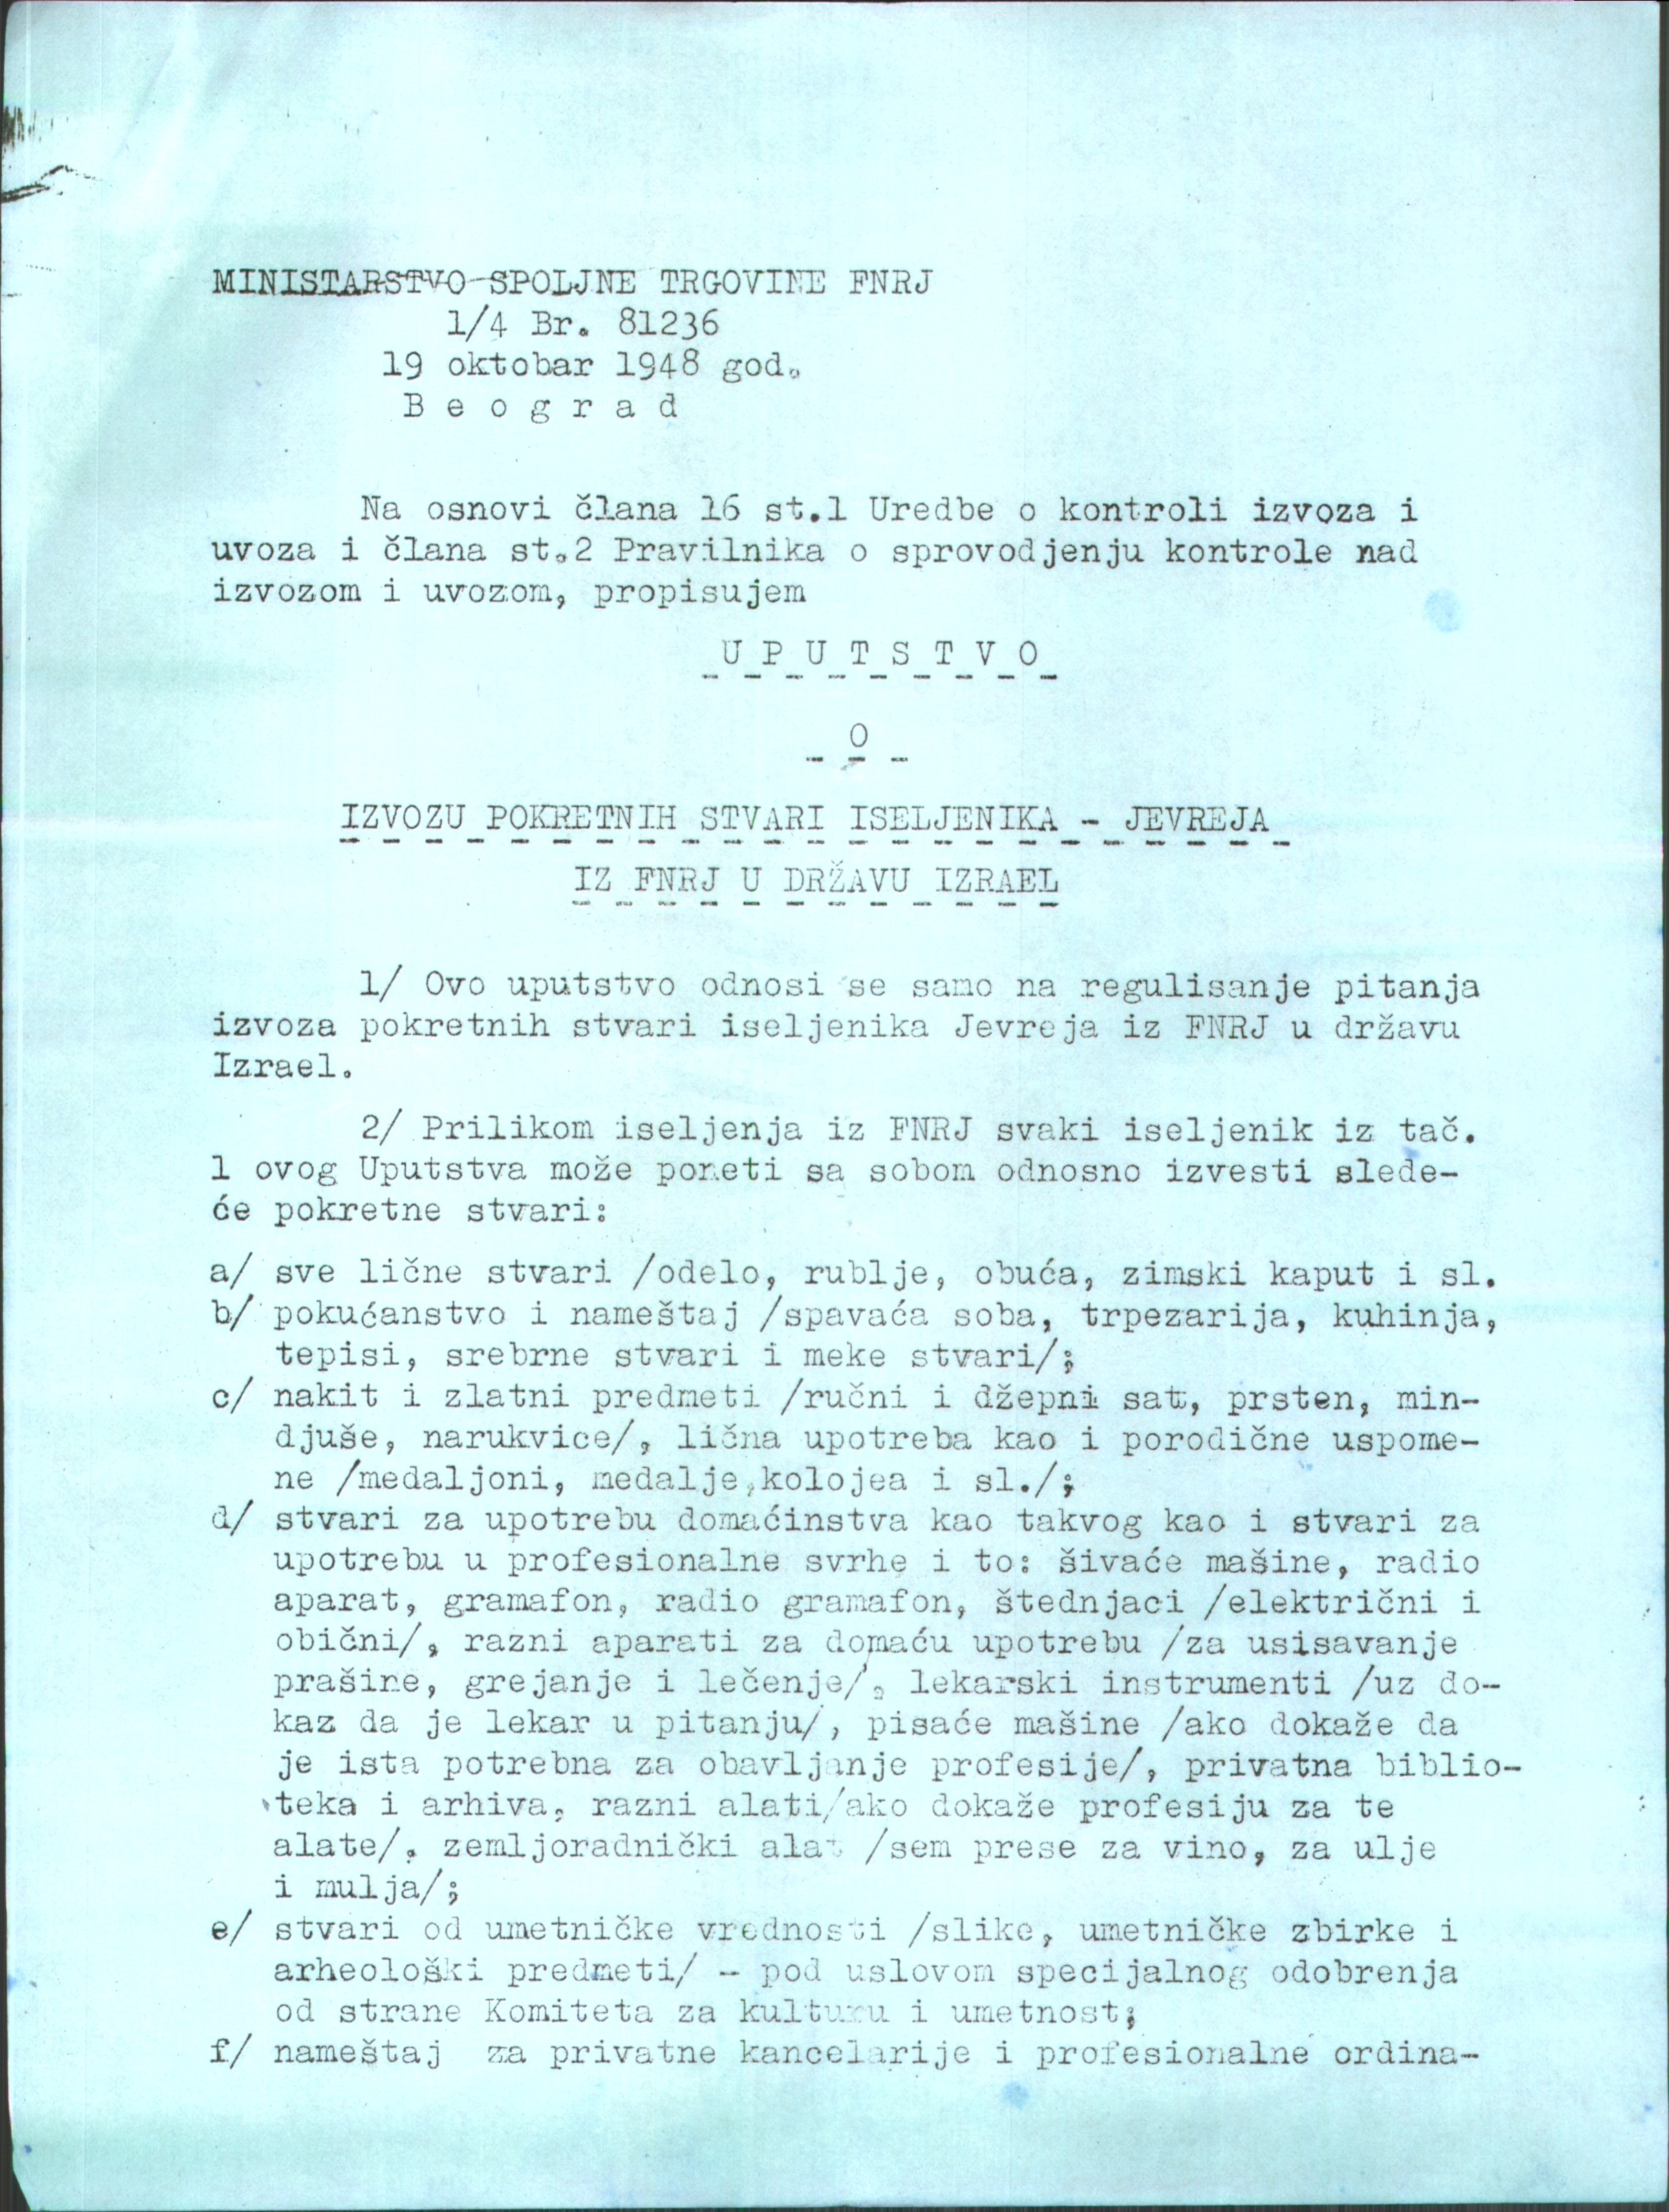 MINISTARSTVO SPOLJNE TRGOVINE FNRJ
1/4 Br. 81236
19 oktobar 1948 god.
B e o g r a d
Na osnovi člana 16 st.1 Uredbe o kontroli izvoza i
uvoza i člana st.2 Pravilnika o sprovodjenju kontrole nad
izvozom i uvozom, propisujem
U P U T S T V O
O
IZVOZU POKRETNIH STVARI ISELJENIKA - JEVREJA
IZ FNRJ U DRŽAVU IZRAEL
1/ Ovo uputstvo odnosi se samo na regulisanje pitanja
izvoza pokretnih stvari iseljenika Jevreja iz FNRJ u državu
Izrael.
2/ Prilikom iseljenja iz FNRJ svaki iseljenik iz tač.
1 ovog Uputstva može poneti sa sobom odnosno izvesti slede-
će pokretne stvari:
a/ sve lične stvari /odelo, rublje, obuća, zimski kaput i sl.
b/ pokućanstvo i nameštaj /spavaća soba, trpezarija, kuhinja,
tepisi, srebrne stvari i meke stvari/;
c/ nakit i zlatni predmeti /ručni i džepni sat, prsten, min-
djuše, narukvice/, lična upotreba kao i porodične uspome-
ne /medaljoni, medalje,kolojea i sl./;
d/ stvari za upotrebu domaćinstva kao takvog kao i stvari za
upotrebu u profesionalne svrhe i to: šivaće mašine, radio
aparat, gramafon, radio gramafon, štednjaci /električni i
obični/, razni aparati za domaću upotrebu /za usisavanje
prašine, grejanje i lečenje/, lekarski instrumenti /uz do-
kaz da je lekar u pitanju/, pisaće mašine /ako dokaže da
je ista potrebna za obavljanje profesije/, privatna biblio-
teka i arhiva, razni alati/ako dokaže profesiju za te
alate/, zemljoradnički alat /sem prese za vino, za ulje
i mulja/;
e/ stvari od umetničke vrednosti /slike, umetničke zbirke i
arheološki predmeti/ - pod uslovom specijalnog odobrenja
od strane Komiteta za kulturu i umetnost;
f/ nameštaj za privatne kancelarije i profesionalne ordina-